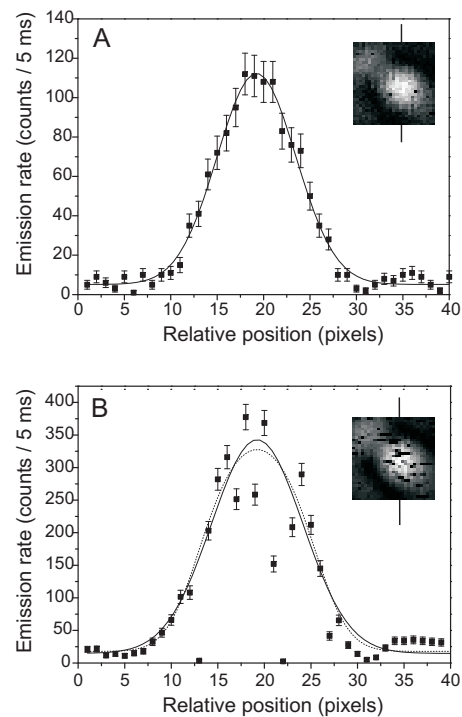 A
Emission rate (counts / 5 ms)
140
120
100
80
60
40
20
0
0 5 10 15 20 25 30 35 40
Relative position (pixels)
B
Emission rate (counts / 5 ms)
400
350
300
250
200
150
100
50
0
0 5 10 15 20 25 30 35 40
Relative position (pixels)